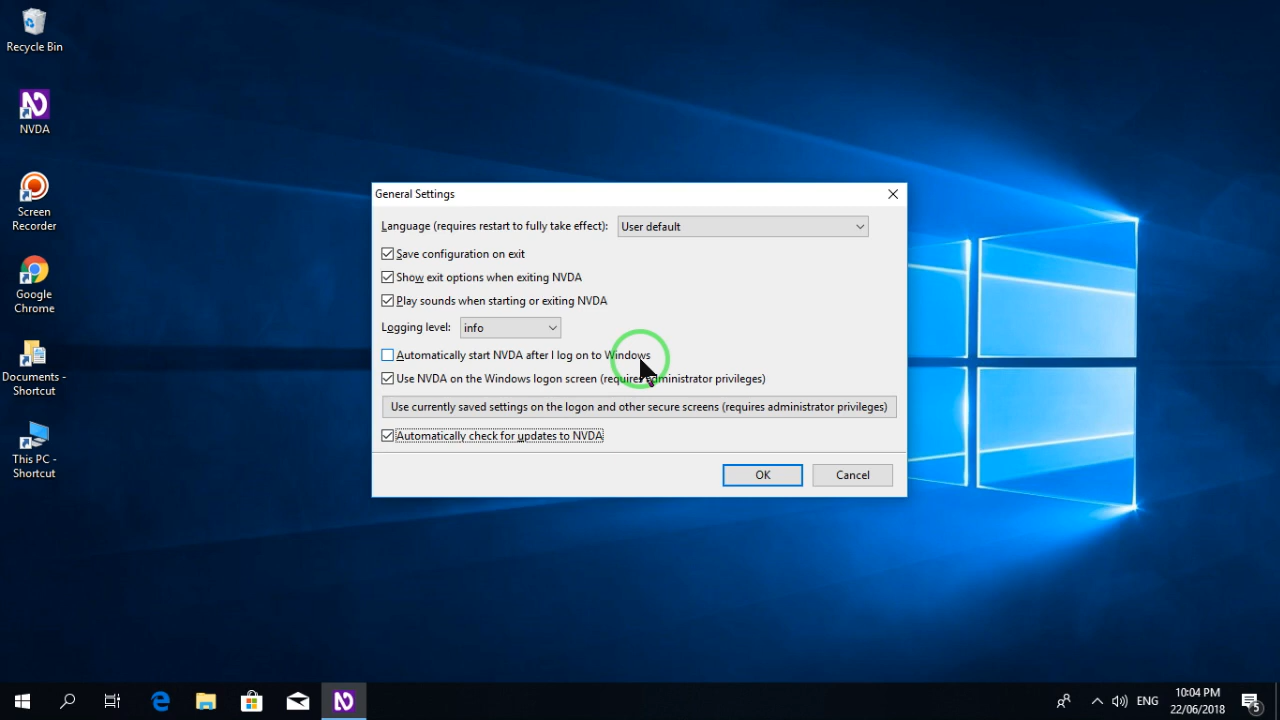 Recycle Bin
NVDA
Screen
Recorder
Google
Chrome
Documents -
Shortcut
This PC -
Shortcut
General Settings
Language (requires restart to fully take effect): User default
Save configuration on exit
Show exit options when exiting NVDA
Play sounds when starting or exiting NVDA
Logging level: info
Automatically start NVDA after I log on to Windows
Use NVDA on the Windows logon screen (requires administrator privileges)
Use currently saved settings on the logon and other secure screens (requires administrator privileges)
Automatically check for updates to NVDA
OK Cancel
ENG
10:04 PM
22/06/2018
5